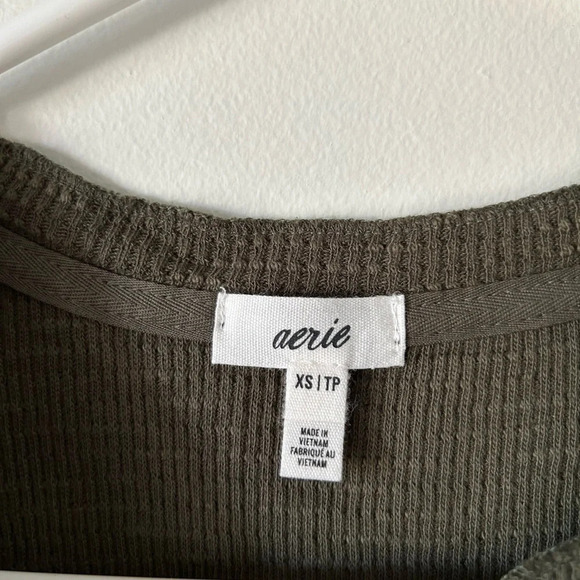 aerie
XS | TP
MADE IN
VIETNAM
FABRIQUÉ AU
VIETNAM